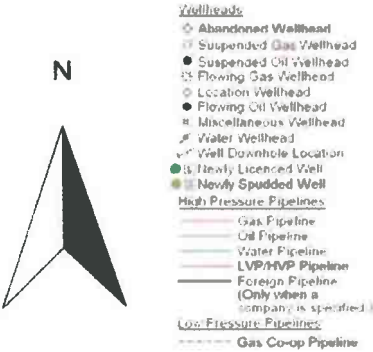 N
Wellheads
Abandoned Wellhead
Suspended Gas Wellhead
Suspended Oil Wellhead
Flowing Gas Wellhead
Location Wellhead
Flowing Oil Wellhead
Miscellaneous Wellhead
Water Wellhead
Well Downhole Location
Newly Licenced Well
Newly Spudded Well
High Pressure Pipelines
Gas Pipeline
Oil Pipeline
Water Pipeline
LVP/HVP Pipeline
Foreign Pipeline
(Only when a
company is specified.)
Low Pressure Pipelines
Gas Co-op Pipeline